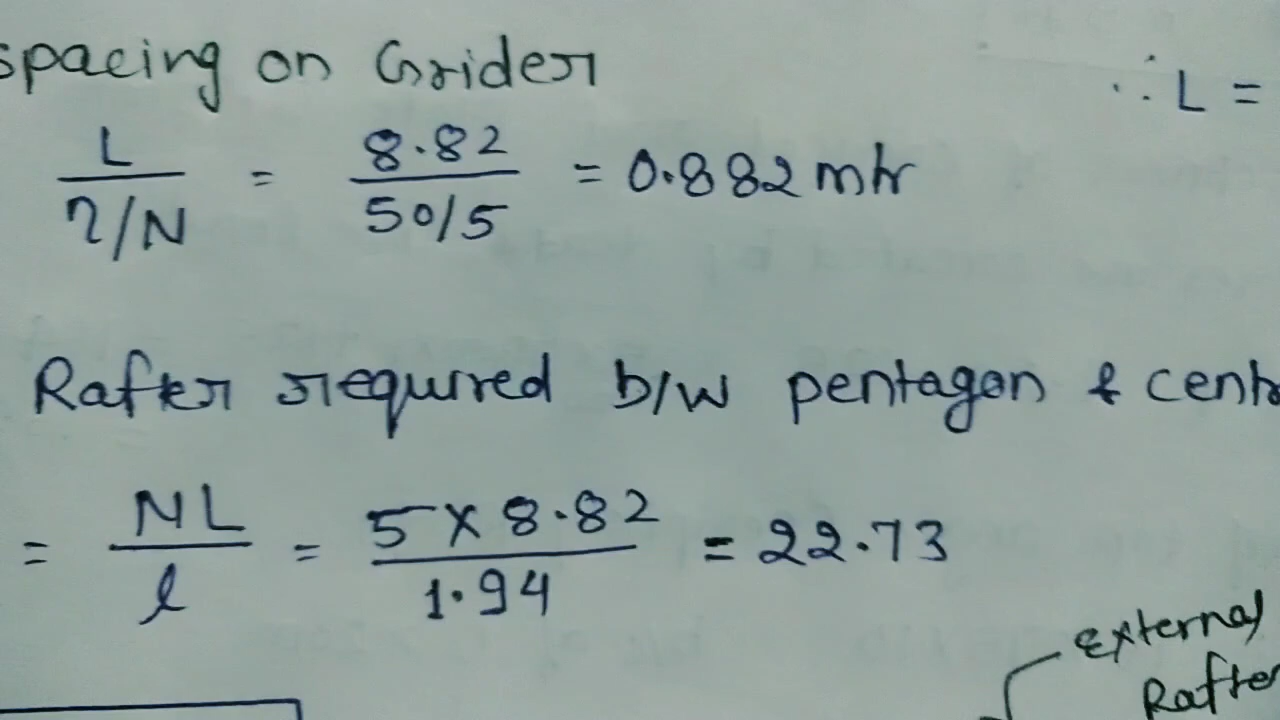 spacing on Grider
∴ L =
L / η/N = 8.82 / 50/5 = 0.882 mtr
Rafter required b/w pentagon & cent
= NL / l = 5 × 8.82 / 1.94 = 22.73
External
Rafter